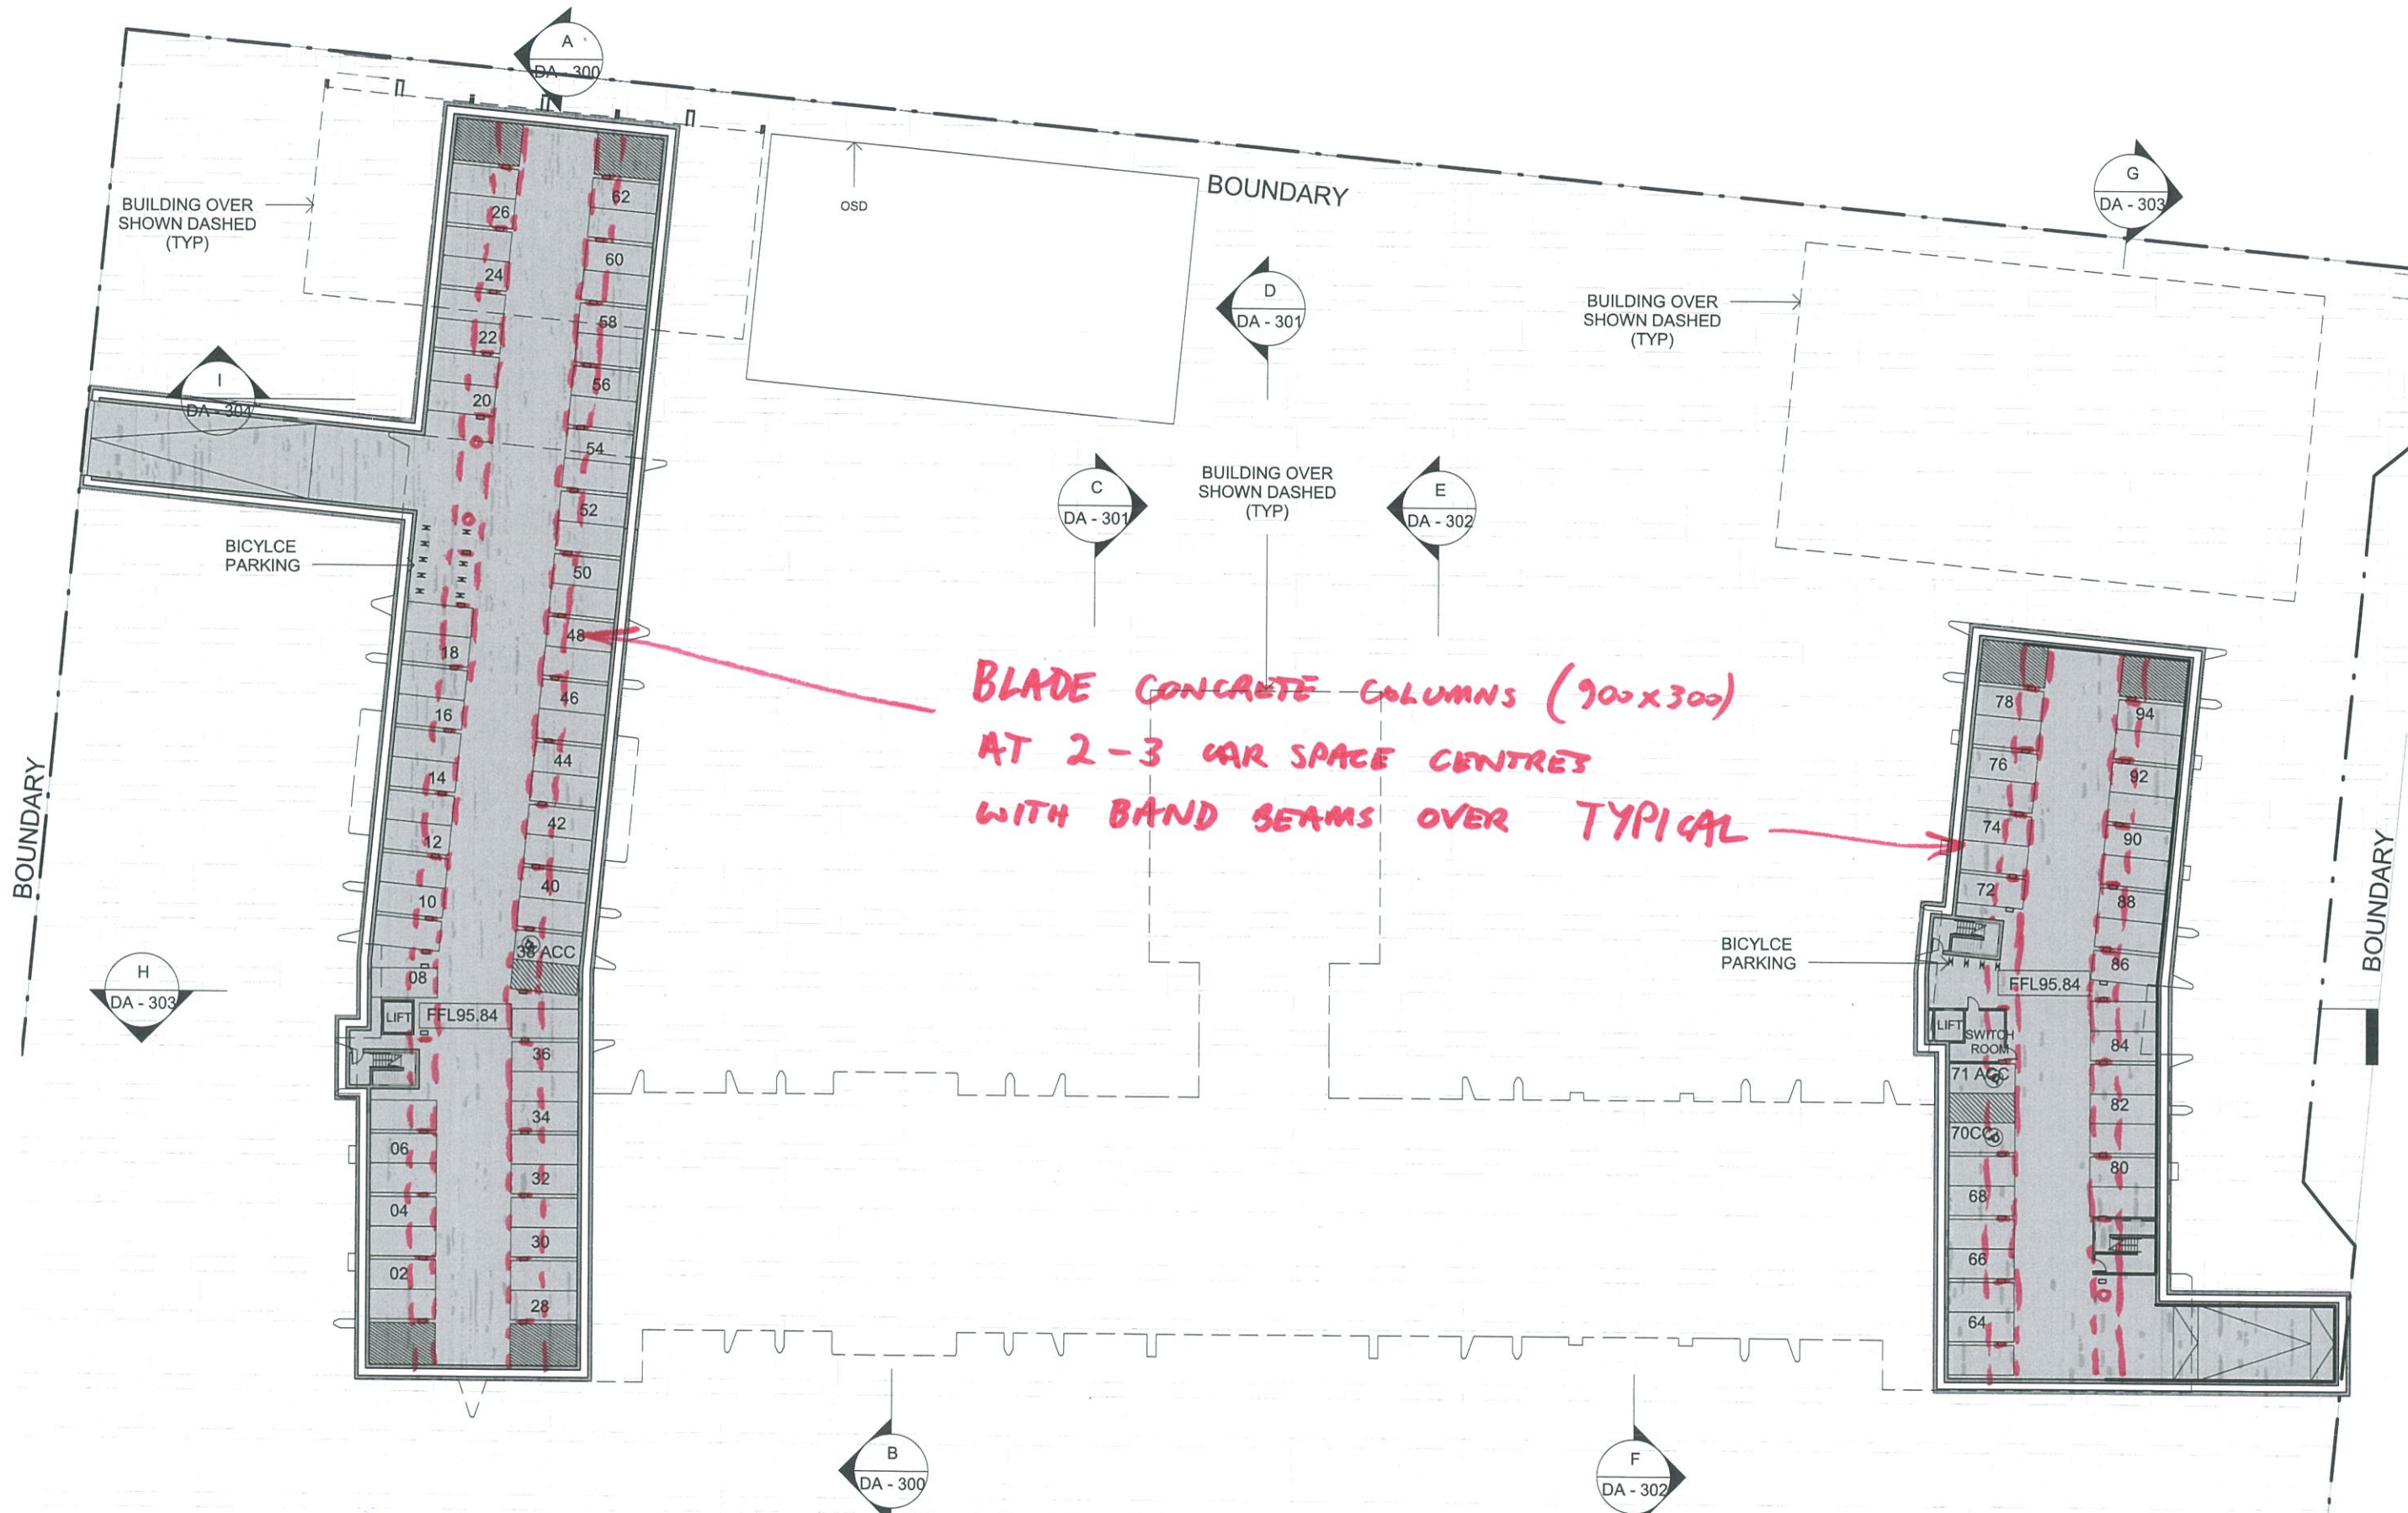 A
DA - 300
BOUNDARY
G
DA - 303
BUILDING OVER
SHOWN DASHED
(TYP)
OSD
D
DA - 301
BUILDING OVER
SHOWN DASHED
(TYP)
I
DA - 304
C
DA - 301
BUILDING OVER
SHOWN DASHED
(TYP)
E
DA - 302
BICYLCE
PARKING
BLADE CONCRETE COLUMNS (900x300)
AT 2-3 CAR SPACE CENTRES
WITH BAND BEAMS OVER TYPICAL
BOUNDARY
BOUNDARY
H
DA - 303
BICYLCE
PARKING
B
DA - 300
F
DA - 302
26
24
22
20
18
16
14
12
10
08
LIFT
FFL95.84
06
04
02
62
60
58
56
54
52
50
48
46
44
42
40
38 ACC
36
34
32
30
28
78
76
74
72
FFL95.84
LIFT
SWITCH
ROOM
71 ACC
68
66
64
94
92
90
88
86
84
82
80